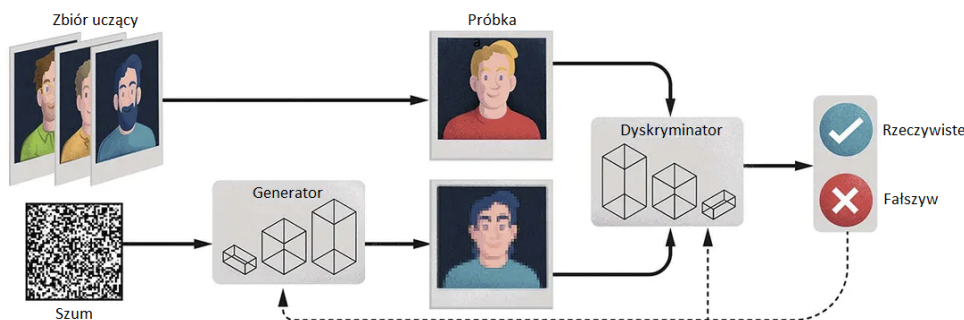 Zbiór uczący
Próbka
a
Dyskryminator
Rzeczywiste
Generator
Fałszyw
Szum